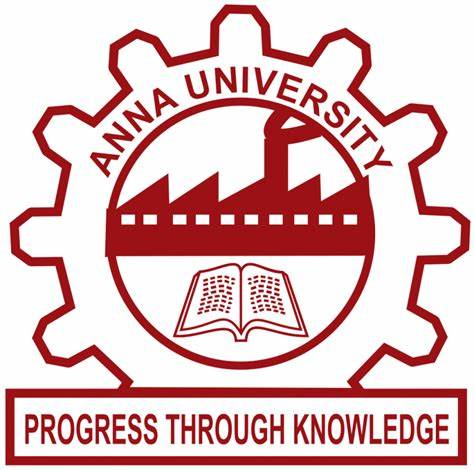 ANNA UNIVERSITY
PROGRESS THROUGH KNOWLEDGE